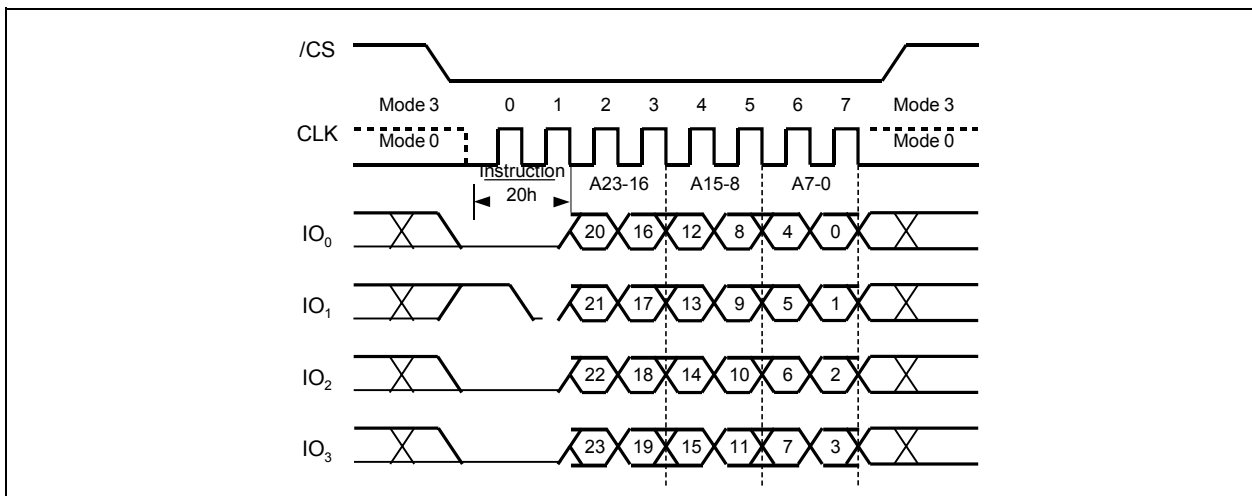 /CS
Mode 3 0 1 2 3 4 5 6 7 Mode 3
CLK
Mode 0 Mode 0
Instruction
20h
A23-16 A15-8 A7-0
IO0 20 16 12 8 4 0
IO1 21 17 13 9 5 1
IO2 22 18 14 10 6 2
IO3 23 19 15 11 7 3